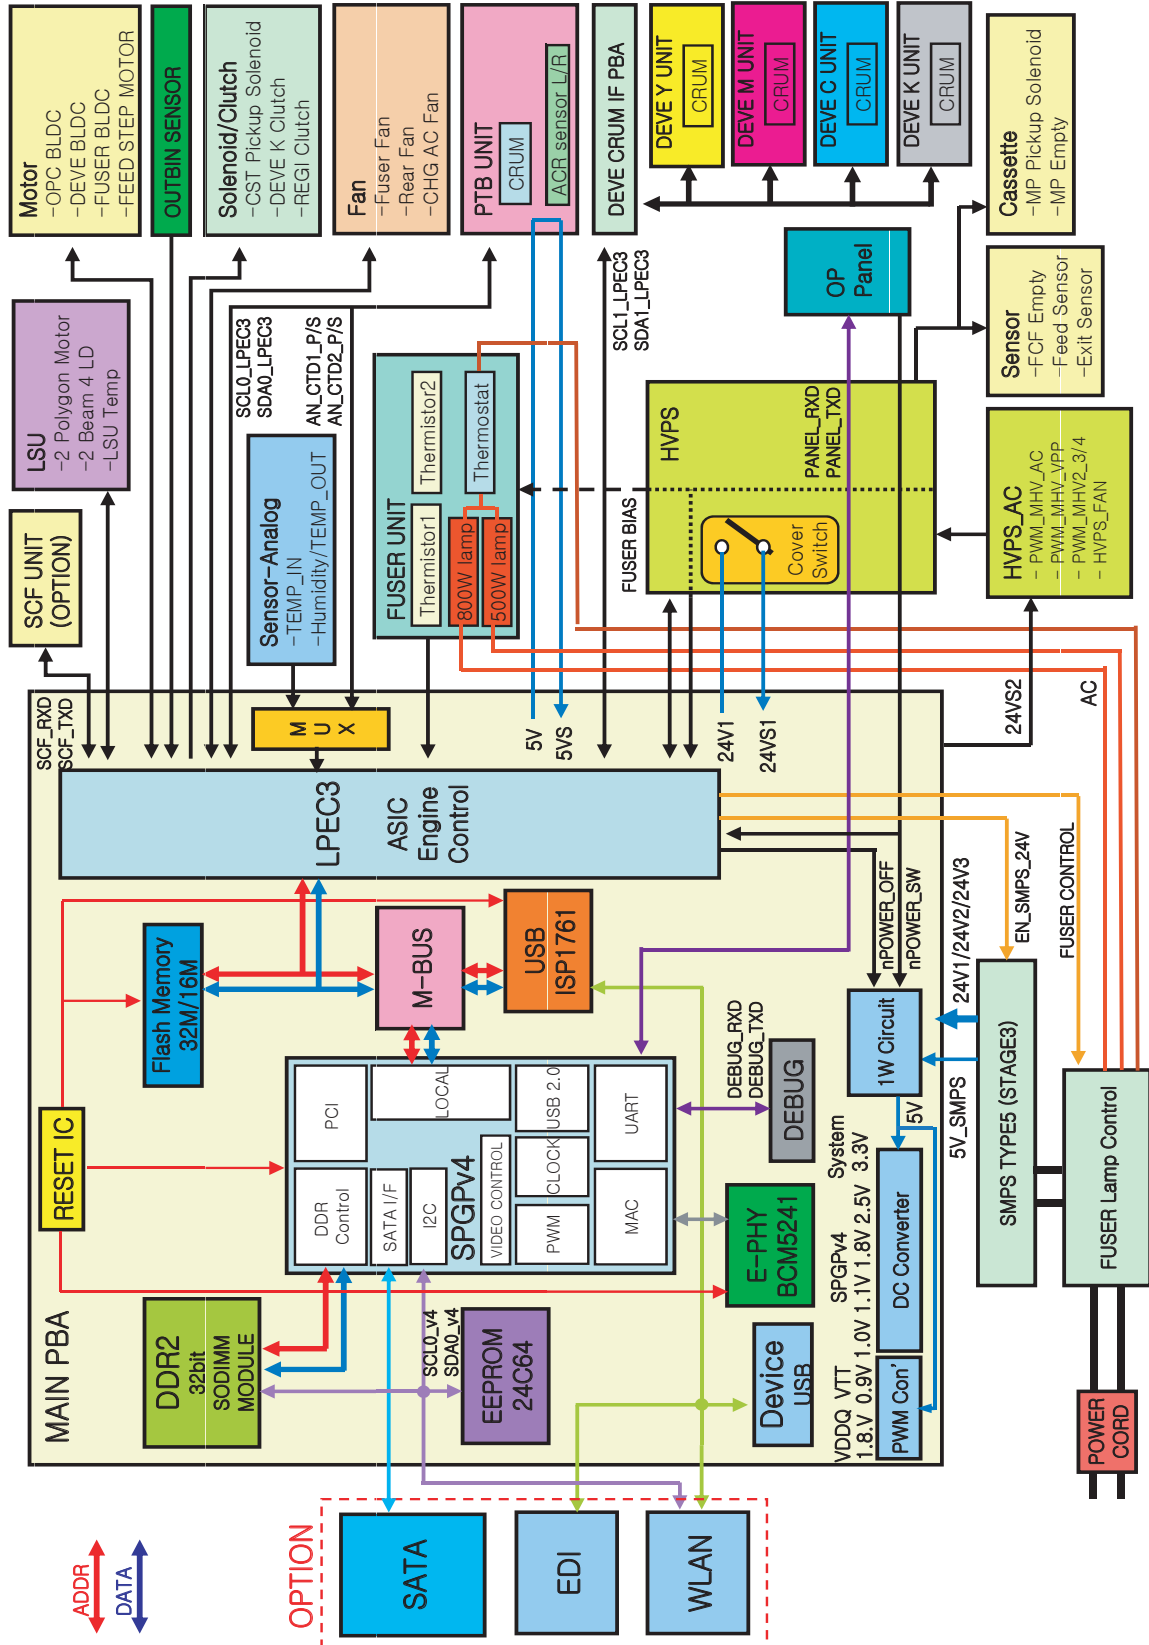 ADDR
DATA
OPTION
SATA
EDI
WLAN
MAIN PBA
DDR2
32bit
SODIMM
MODULE
RESET IC
Flash Memory
32M/16M
EEPROM
24C64
SCL0_v4
SDA0_v4
SPGPv4
DDR
Control
PCI
SATA I/F
I2C
LOCAL
VIDEO CONTROL
PWM
CLOCK
USB 2.0
MAC
UART
M-BUS
USB
ISP1761
E-PHY
BCM5241
Device
USB
DEBUG
DEBUG_RXD
DEBUG_TXD
VDDQ VTT
1.8.V 0.9V
SPGPv4
1.0V 1.1V 1.8V 2.5V
System
3.3V
PWM Con'
DC Converter
5V
1W Circuit
nPOWER_OFF
nPOWER_SW
5V_SMPS
24V1/24V2/24V3
EN_SMPS_24V
FUSER CONTROL
SMPS TYPE5 (STAGE3)
FUSER Lamp Control
POWER
CORD
LPEC3
ASIC
Engine
Control
M
U
X
SCF_RXD
SCF_TXD
SCF UNIT
(OPTION)
LSU
-2 Polygon Motor
-2 Beam 4 LD
-LSU Temp
Motor
-OPC BLDC
-DEVE BLDC
-FUSER BLDC
-FEED STEP MOTOR
OUTBIN SENSOR
Solenoid/Clutch
-CST Pickup Solenoid
-DEVE K Clutch
-REGI Clutch
Fan
-Fuser Fan
-Rear Fan
-CHG AC Fan
PTB UNIT
CRUM
ACR sensor L/R
SCL0_LPEC3
SDA0_LPEC3
AN_CTD1_P/S
AN_CTD2_P/S
Sensor-Analog
-TEMP_IN
-Humidity/TEMP_OUT
FUSER UNIT
Thermistor1
Thermistor2
800W lamp
500W lamp
Thermostat
5V
5VS
SCL1_LPEC3
SDA1_LPEC3
DEVE CRUM IF PBA
DEVE Y UNIT
CRUM
DEVE M UNIT
CRUM
DEVE C UNIT
CRUM
DEVE K UNIT
CRUM
FUSER BIAS
HVPS
Cover
Switch
24V1
24VS1
PANEL_RXD
PANEL_TXD
OP
Panel
HVPS_AC
- PWM_MHV_AC
- PWM_MHV_VPP
- PWM_MHV2_3/4
- HVPS_FAN
24VS2
AC
Sensor
-FCF Empty
-Feed Sensor
-Exit Sensor
Cassette
-MP Pickup Solenoid
-MP Empty